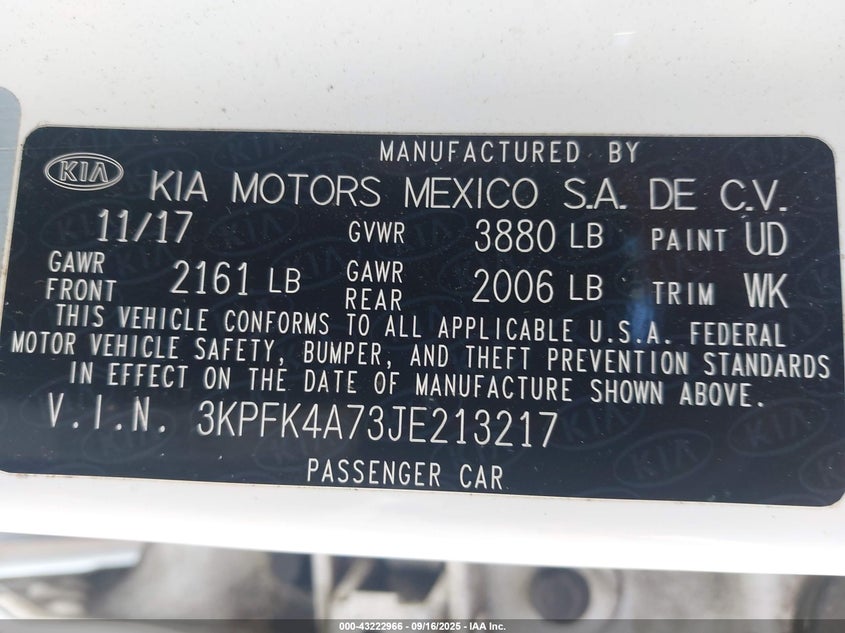 MANUFACTURED BY
KIA KIA MOTORS MEXICO S.A. DE C.V.
11/17 GVWR 3880 LB PAINT UD
GAWR FRONT 2161 LB GAWR REAR 2006 LB TRIM WK
THIS VEHICLE CONFORMS TO ALL APPLICABLE U.S.A. FEDERAL
MOTOR VEHICLE SAFETY, BUMPER, AND THEFT PREVENTION STANDARDS
IN EFFECT ON THE DATE OF MANUFACTURE SHOWN ABOVE.
V.I.N. 3KPFK4A73JE213217
PASSENGER CAR
000-43222966 - 09/16/2025 - IAA Inc.